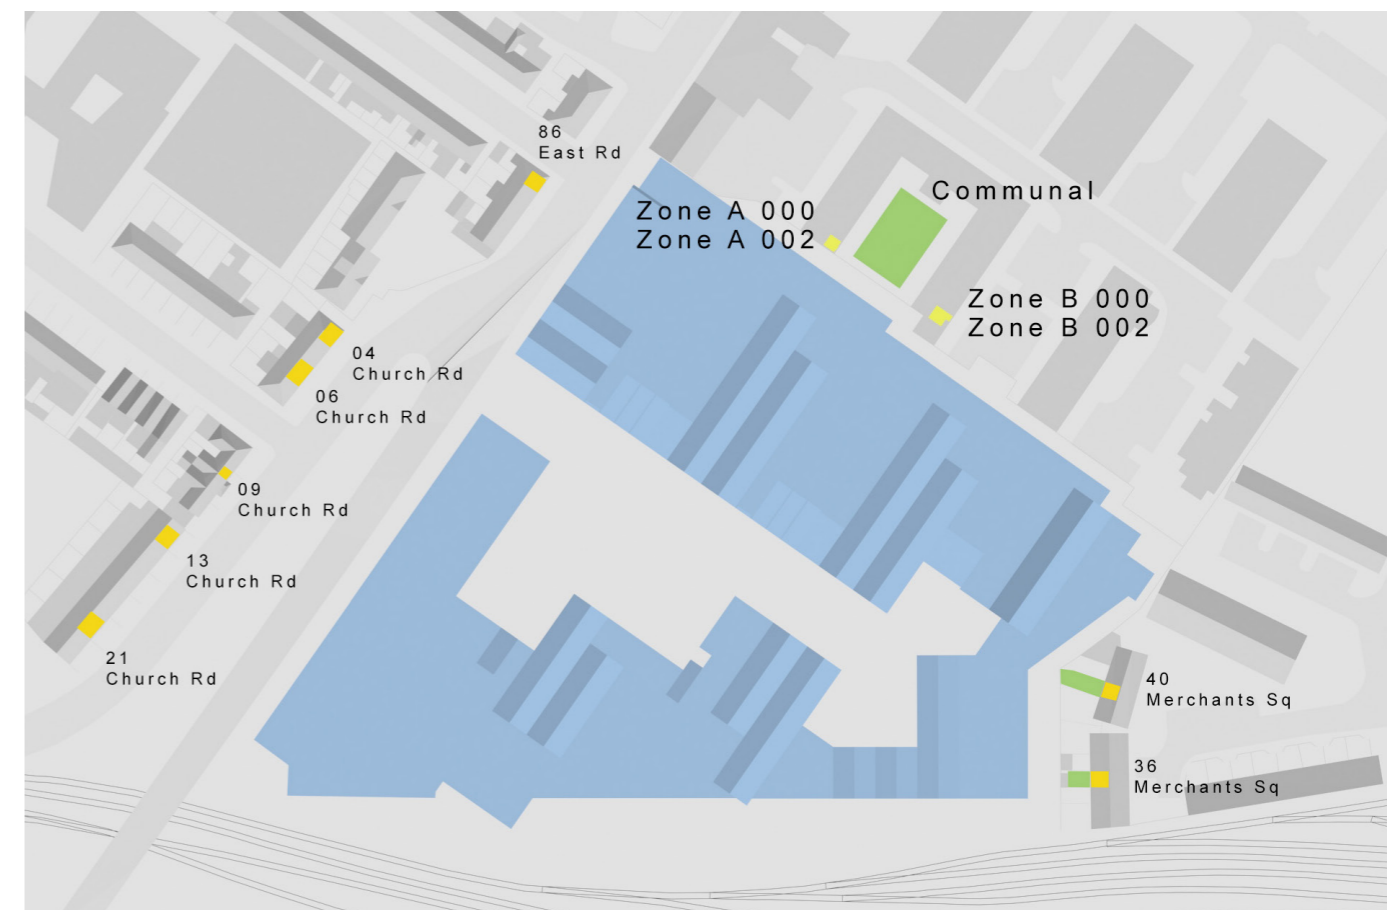 86
East Rd
Communal
Zone A 000
Zone A 002
Zone B 000
Zone B 002
04
Church Rd
06
Church Rd
09
Church Rd
13
Church Rd
21
Church Rd
40
Merchants Sq
36
Merchants Sq